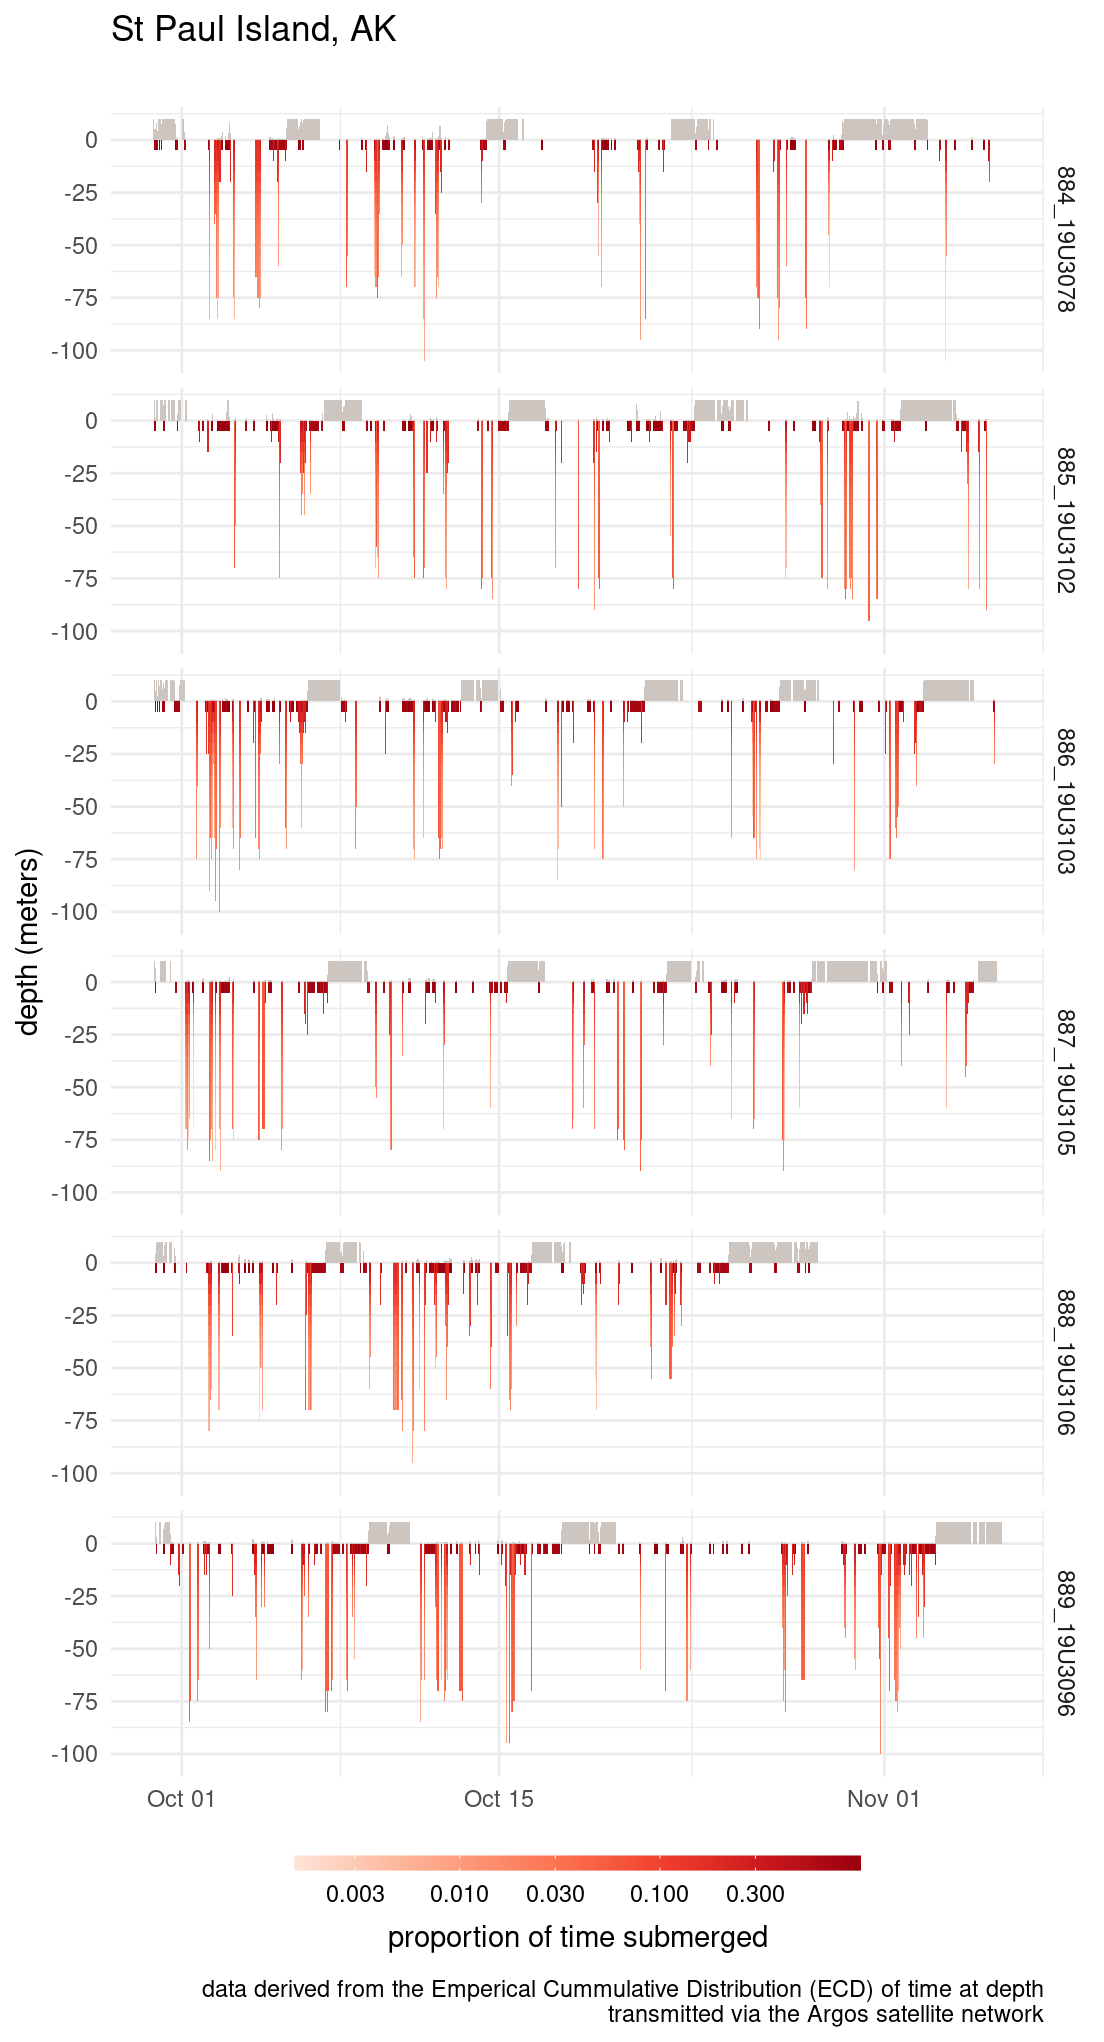 St Paul Island, AK
0
-25
-50
-75
-100
884_19U3078
0
-25
-50
-75
-100
885_19U3102
0
-25
-50
-75
-100
886_19U3103
depth (meters)
0
-25
-50
-75
-100
887_19U3105
0
-25
-50
-75
-100
888_19U3106
0
-25
-50
-75
-100
889_19U3096
Oct 01 Oct 15 Nov 01
0.003 0.010 0.030 0.100 0.300
proportion of time submerged
data derived from the Emperical Cummulative Distribution (ECD) of time at depth
transmitted via the Argos satellite network